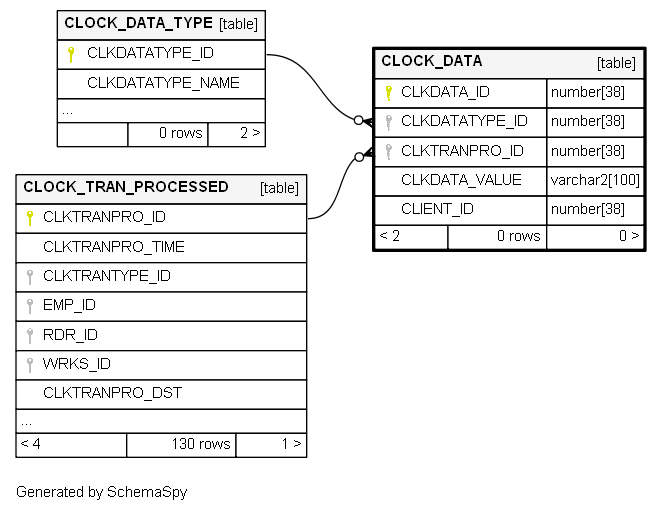 CLOCK_DATA_TYPE [table]
CLKDATATYPE_ID
CLKDATATYPE_NAME
...
0 rows 2 >
CLOCK_DATA [table]
CLKDATA_ID number[38]
CLKDATATYPE_ID number[38]
CLKTRANPRO_ID number[38]
CLKDATA_VALUE varchar2[100]
CLIENT_ID number[38]
< 2 0 rows 0 >
CLOCK_TRAN_PROCESSED [table]
CLKTRANPRO_ID
CLKTRANPRO_TIME
CLKTRANTYPE_ID
EMP_ID
RDR_ID
WRKS_ID
CLKTRANPRO_DST
...
< 4 130 rows 1 >
Generated by SchemaSpy